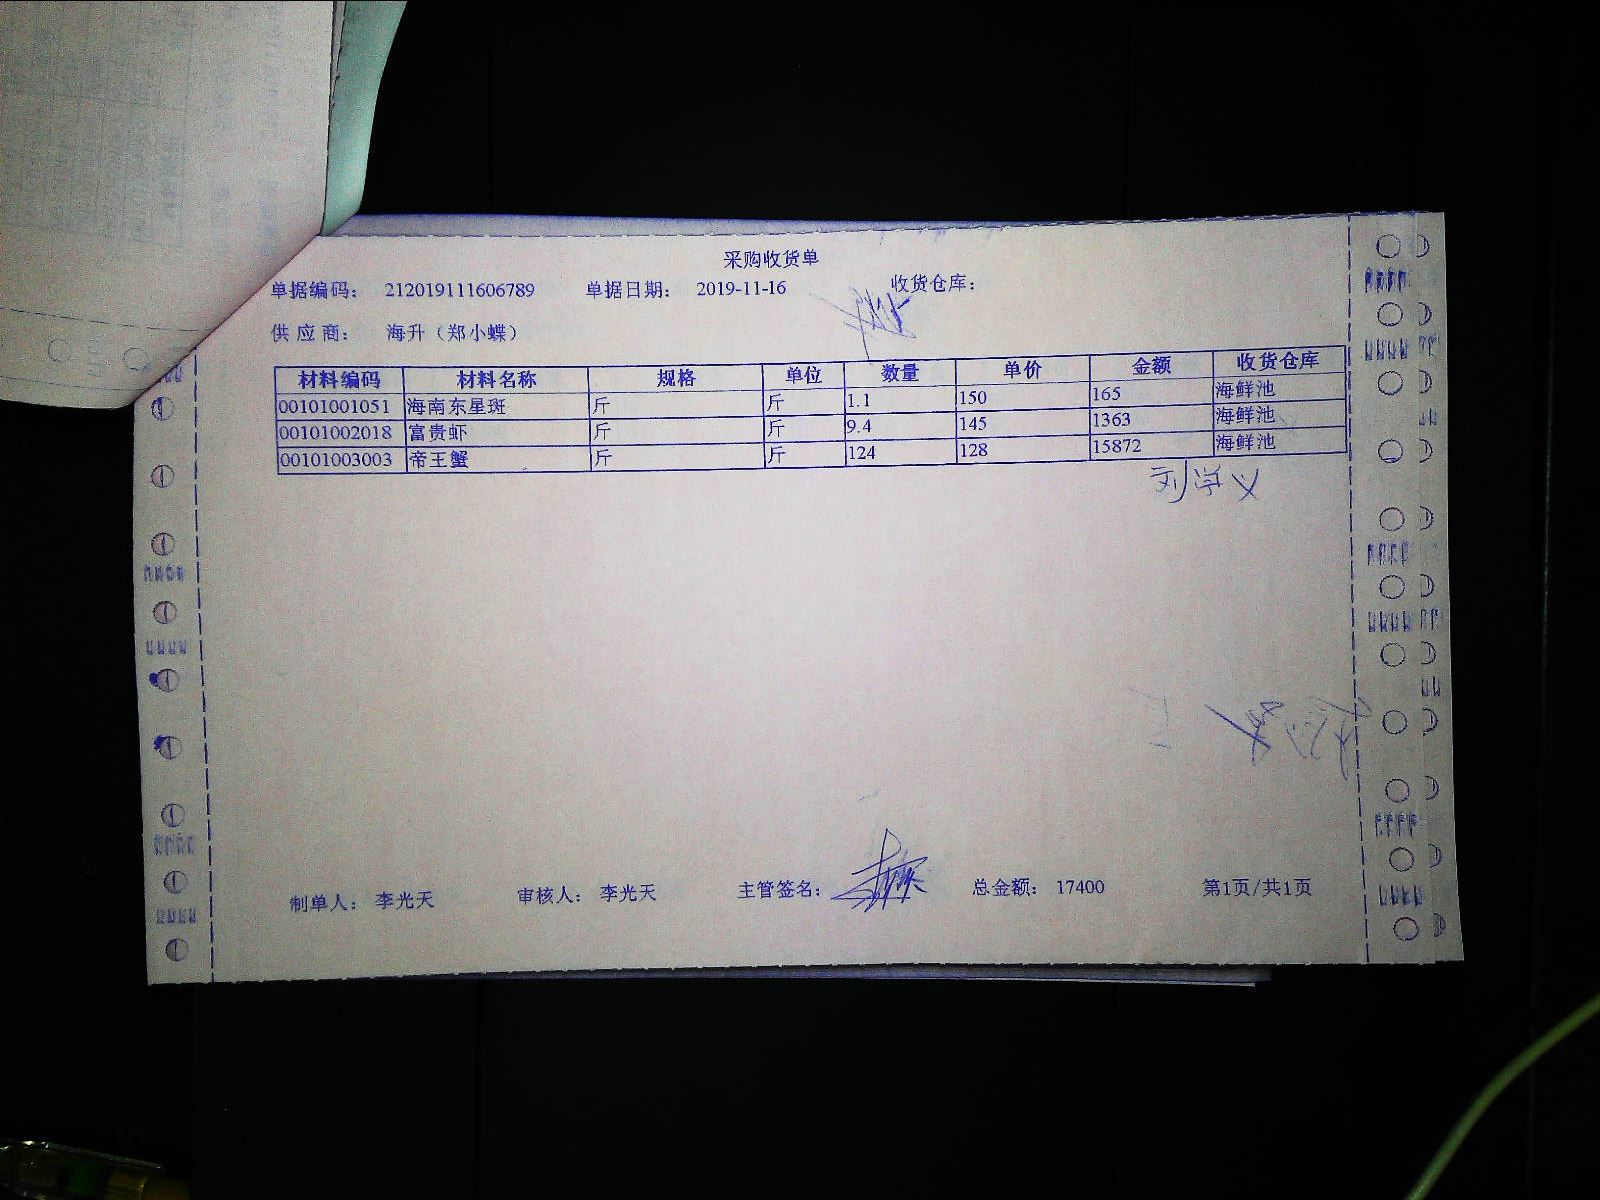 采购收货单
单据编码： 212019111606789 单据日期： 2019-11-16 收货仓库：
供 应 商： 海升（郑小蝶）
材料编码 材料名称 规格 单位 数量 单价 金额 收货仓库
00101001051 海南东星斑 斤 斤 1.1 150 165 海鲜池
00101002018 富贵虾 斤 斤 9.4 145 1363 海鲜池
00101003003 帝王蟹 斤 斤 124 128 15872 海鲜池
刘学义
制单人： 李光天 审核人： 李光天 主管签名： 总金额： 17400 第1页/共1页